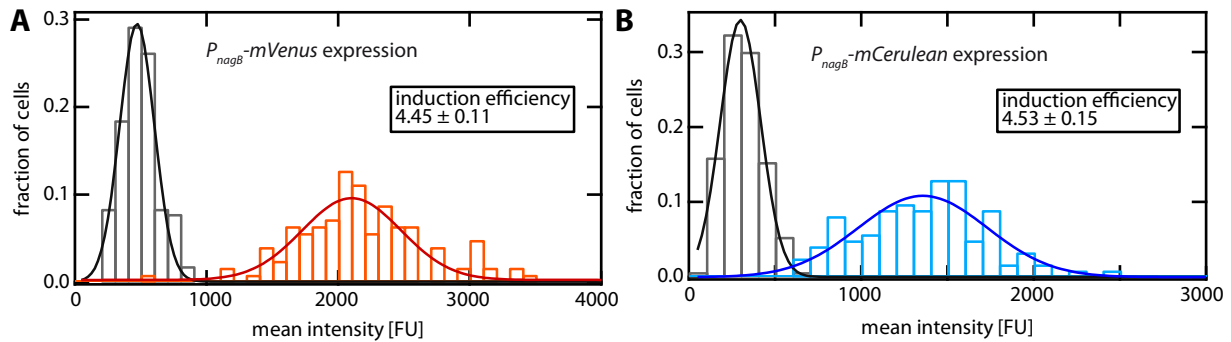 A
P_nagB-mVenus expression
induction efficiency
4.45 ± 0.11
fraction of cells
0.3
0.2
0.1
0.0
0
1000
2000
3000
4000
mean intensity [FU]
B
P_nagB-mCerulean expression
induction efficiency
4.53 ± 0.15
fraction of cells
0.3
0.2
0.1
0.0
0
1000
2000
3000
mean intensity [FU]